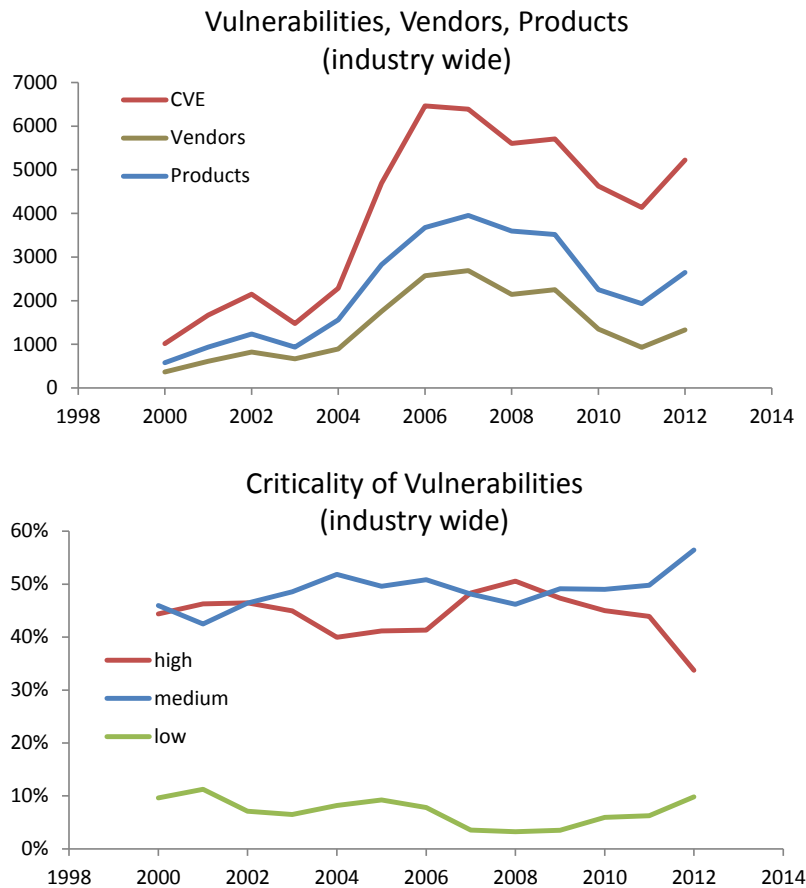 Vulnerabilities, Vendors, Products
(industry wide)
7000
6000
5000
4000
3000
2000
1000
0
CVE
Vendors
Products
1998 2000 2002 2004 2006 2008 2010 2012 2014
Criticality of Vulnerabilities
(industry wide)
60%
50%
40%
30%
20%
10%
0%
high
medium
low
1998 2000 2002 2004 2006 2008 2010 2012 2014